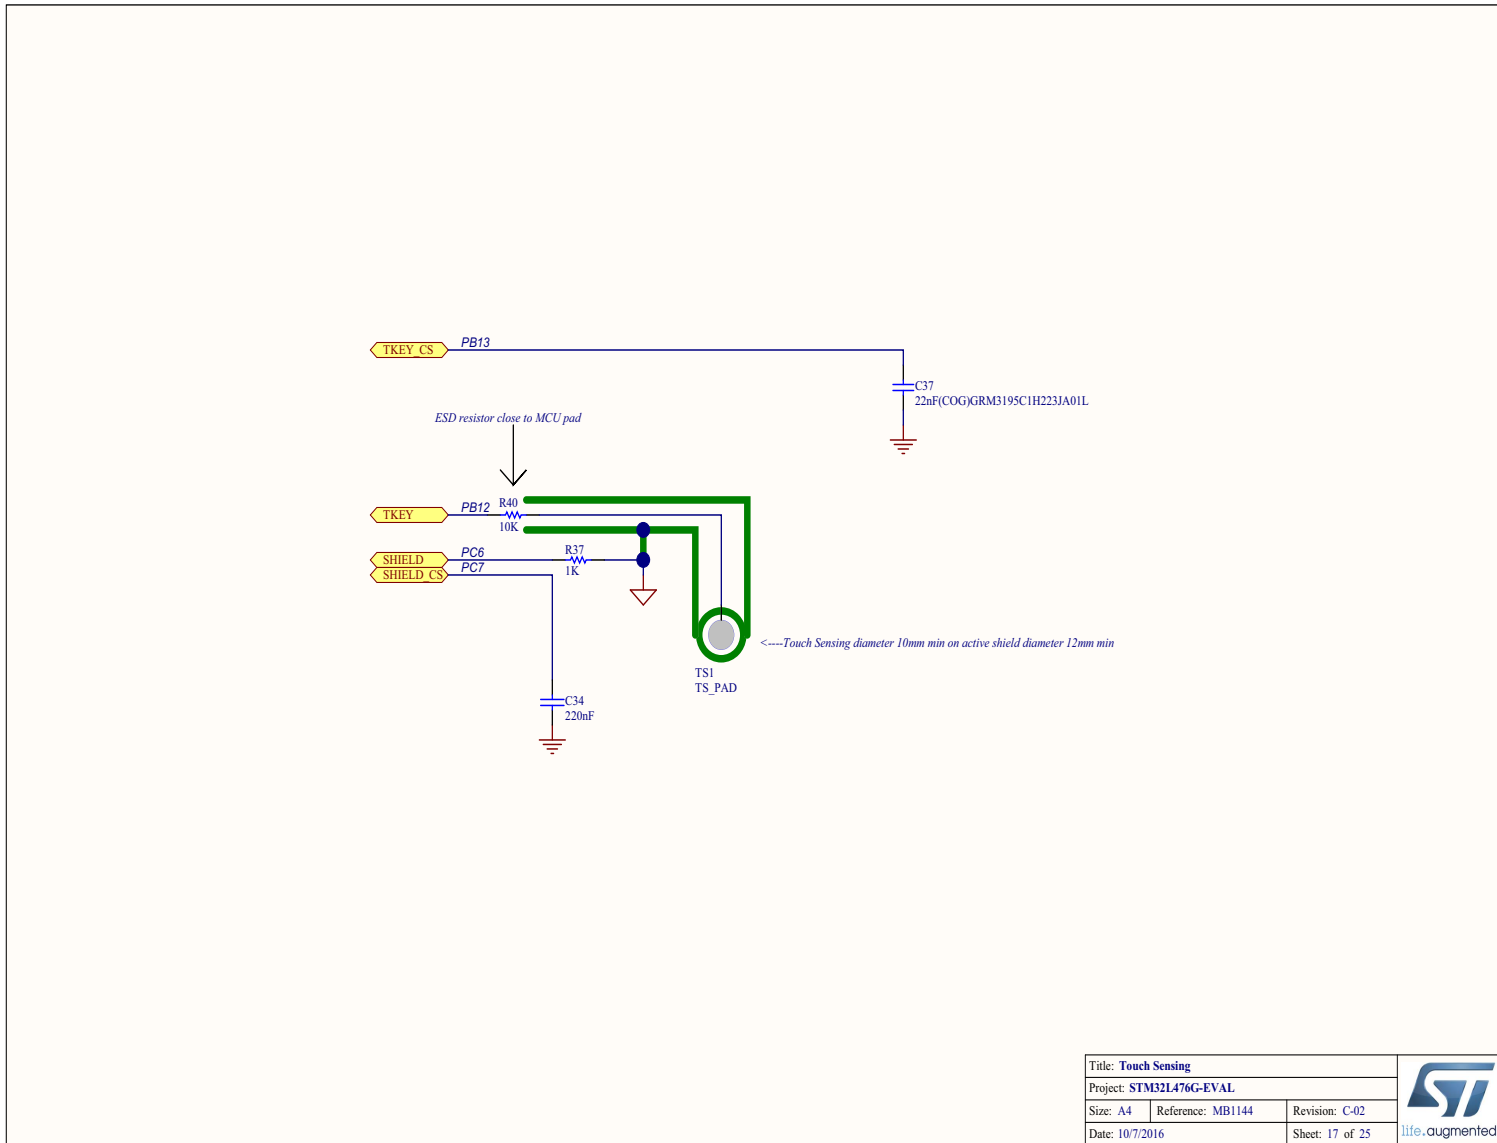 TKEY_CS PB13
C37
22nF(COG)GRM3195C1H223JA01L
ESD resistor close to MCU pad
TKEY PB12 R40
10K
SHIELD PC6 R37
SHIELD_CS PC7 1K
<----Touch Sensing diameter 10mm min on active shield diameter 12mm min
TS1
TS_PAD
C34
220nF
Title: Touch Sensing
Project: STM32L476G-EVAL
Size: A4 Reference: MB1144 Revision: C-02
Date: 10/7/2016 Sheet: 17 of 25
ST
life.augmented